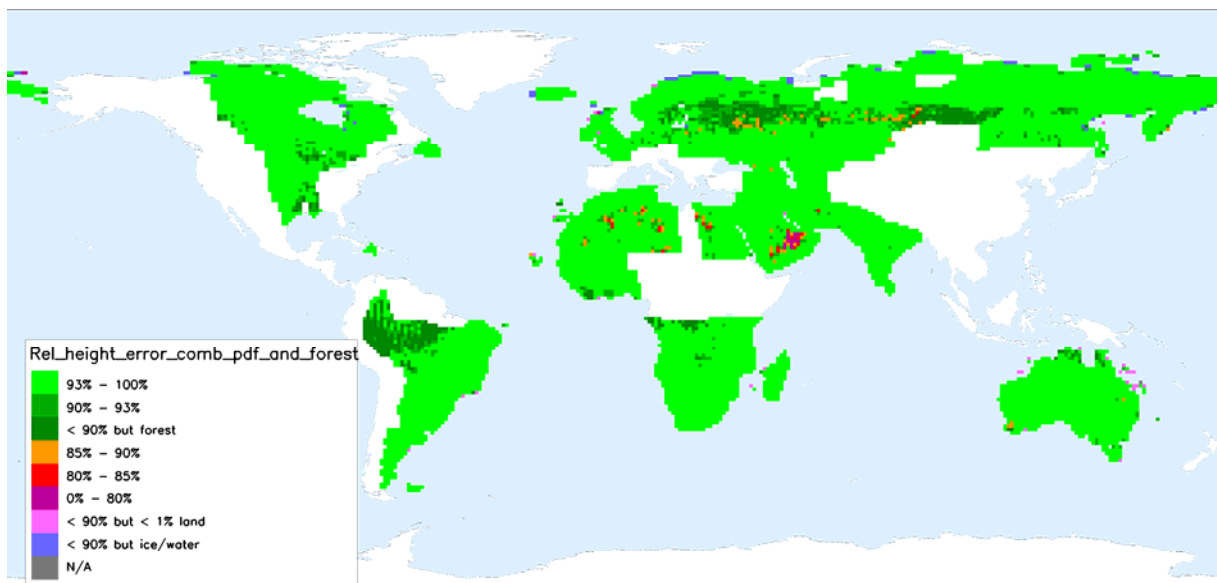 Rel_height_error_comb_pdf_and_forest
93% - 100%
90% - 93%
< 90% but forest
85% - 90%
80% - 85%
0% - 80%
< 90% but < 1% land
< 90% but ice/water
N/A